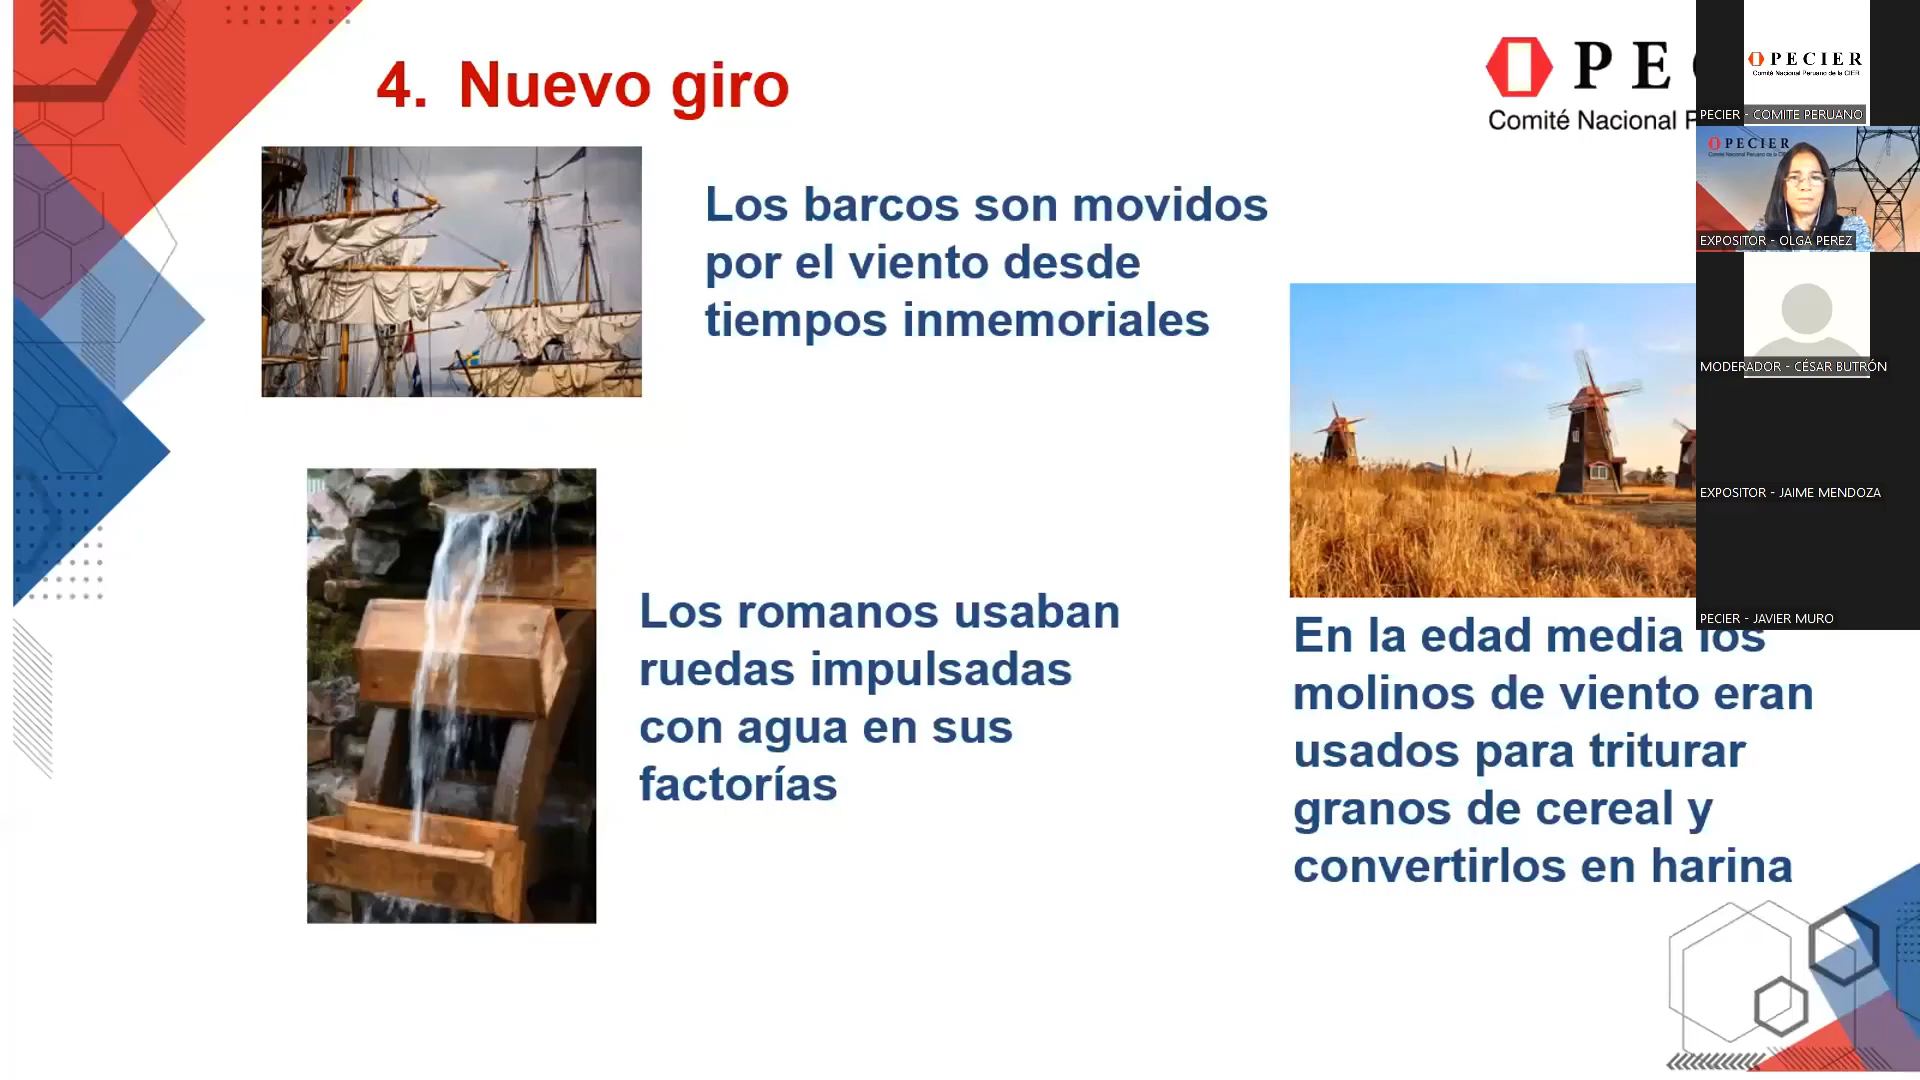 4. Nuevo giro
PE
Comité Nacional
Los barcos son movidos
por el viento desde
tiempos inmemoriales
Los romanos usaban
ruedas impulsadas
con agua en sus
factorías
En la edad media los
molinos de viento eran
usados para triturar
granos de cereal y
convertirlos en harina
PECIER
Comité Nacional Peruano de la CIER
PECIER - COMITE PERUANO
PECIER
EXPOSITOR - OLGA PEREZ
MODERADOR - CÉSAR BUTRÓN
EXPOSITOR - JAIME MENDOZA
PECIER - JAVIER MURO